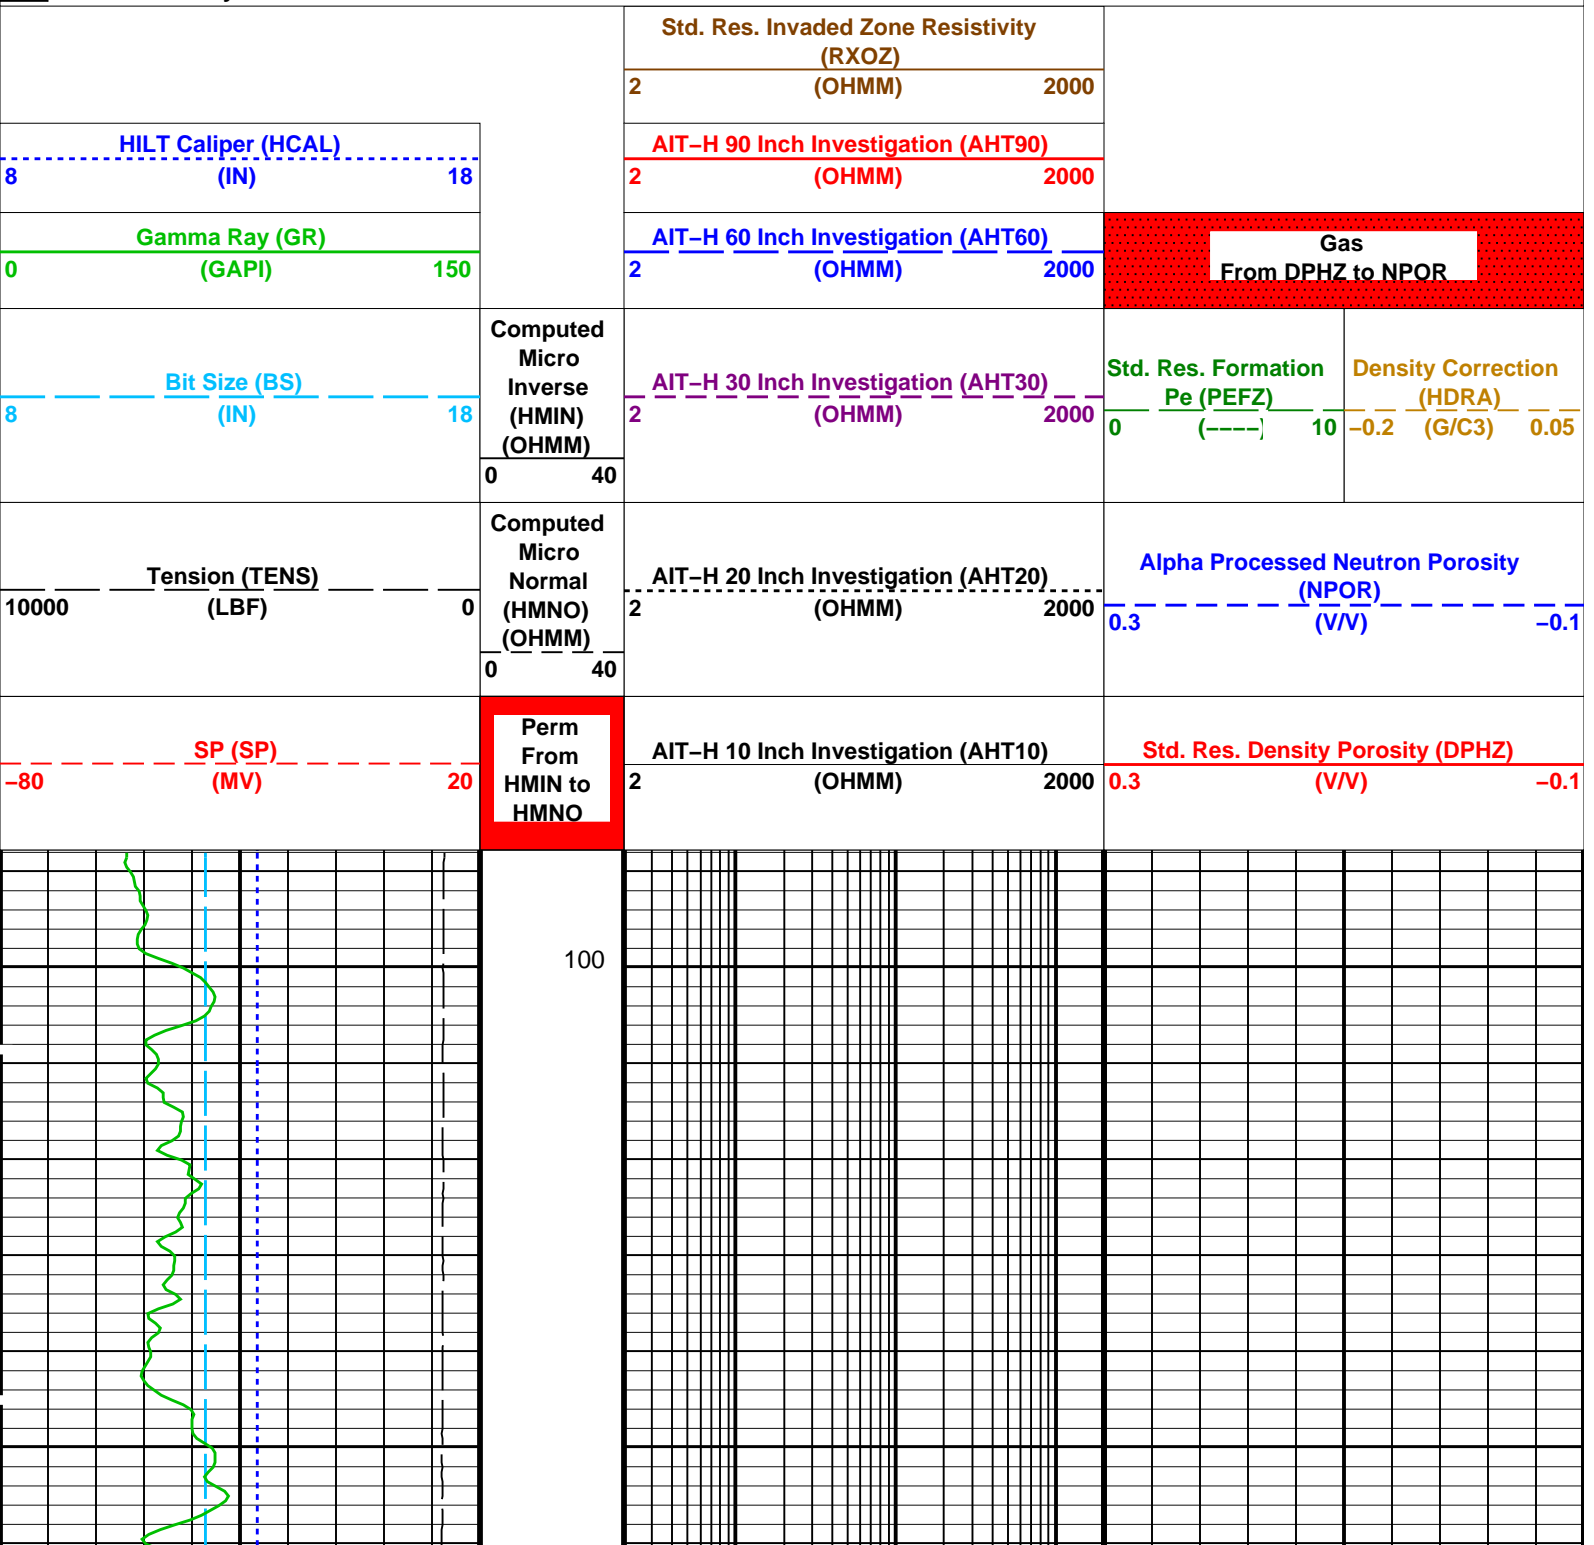 Std. Res. Invaded Zone Resistivity
(RXOZ)
2 (OHMM) 2000
HILT Caliper (HCAL)
8 (IN) 18
AIT−H 90 Inch Investigation (AHT90)
2 (OHMM) 2000
Gamma Ray (GR)
0 (GAPI) 150
AIT−H 60 Inch Investigation (AHT60)
2 (OHMM) 2000
Gas
From DPHZ to NPOR
Bit Size (BS)
8 (IN) 18
Computed
Micro
Inverse
(HMIN)
(OHMM)
0 40
AIT−H 30 Inch Investigation (AHT30)
2 (OHMM) 2000
Std. Res. Formation
Pe (PEFZ)
0 (−−−−) 10
Density Correction
(HDRA)
−0.2 (G/C3) 0.05
Tension (TENS)
10000 (LBF) 0
Computed
Micro
Normal
(HMNO)
(OHMM)
0 40
AIT−H 20 Inch Investigation (AHT20)
2 (OHMM) 2000
Alpha Processed Neutron Porosity
(NPOR)
0.3 (V/V) −0.1
SP (SP)
−80 (MV) 20
Perm
From
HMIN to
HMNO
AIT−H 10 Inch Investigation (AHT10)
2 (OHMM) 2000
Std. Res. Density Porosity (DPHZ)
0.3 (V/V) −0.1
100